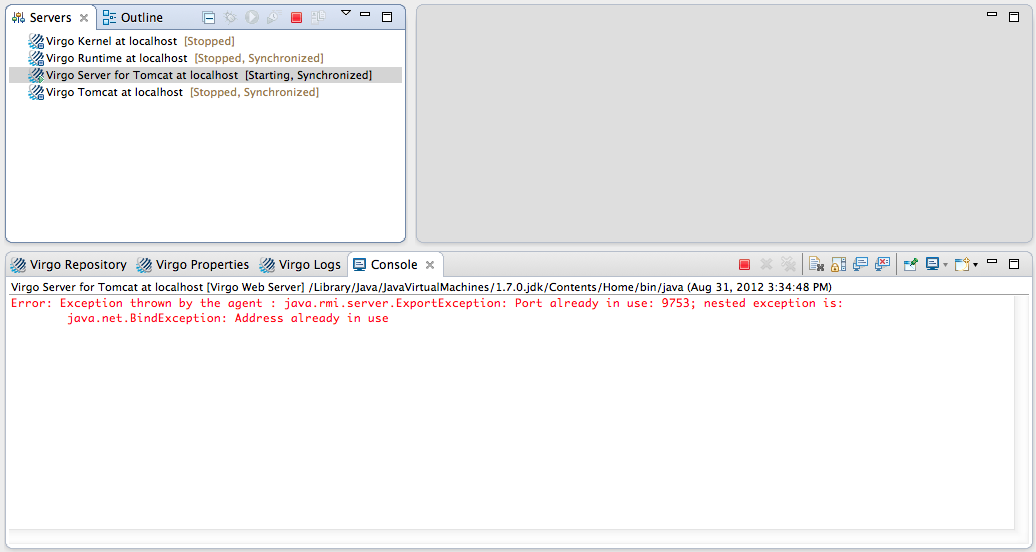 Servers
Outline
Virgo Kernel at localhost [Stopped]
Virgo Runtime at localhost [Stopped, Synchronized]
Virgo Server for Tomcat at localhost [Starting, Synchronized]
Virgo Tomcat at localhost [Stopped, Synchronized]
Virgo Repository
Virgo Properties
Virgo Logs
Console
Virgo Server for Tomcat at localhost [Virgo Web Server] /Library/Java/JavaVirtualMachines/1.7.0.jdk/Contents/Home/bin/java (Aug 31, 2012 3:34:48 PM)
Error: Exception thrown by the agent : java.rmi.server.ExportException: Port already in use: 9753; nested exception is:
java.net.BindException: Address already in use